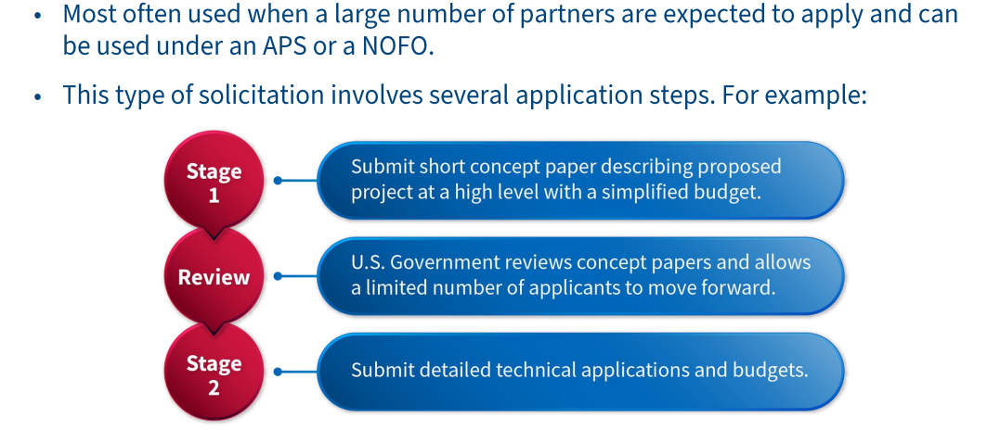 • Most often used when a large number of partners are expected to apply and can
be used under an APS or a NOFO.
• This type of solicitation involves several application steps. For example:
Stage
1
Submit short concept paper describing proposed
project at a high level with a simplified budget.
Review
U.S. Government reviews concept papers and allows
a limited number of applicants to move forward.
Stage
2
Submit detailed technical applications and budgets.